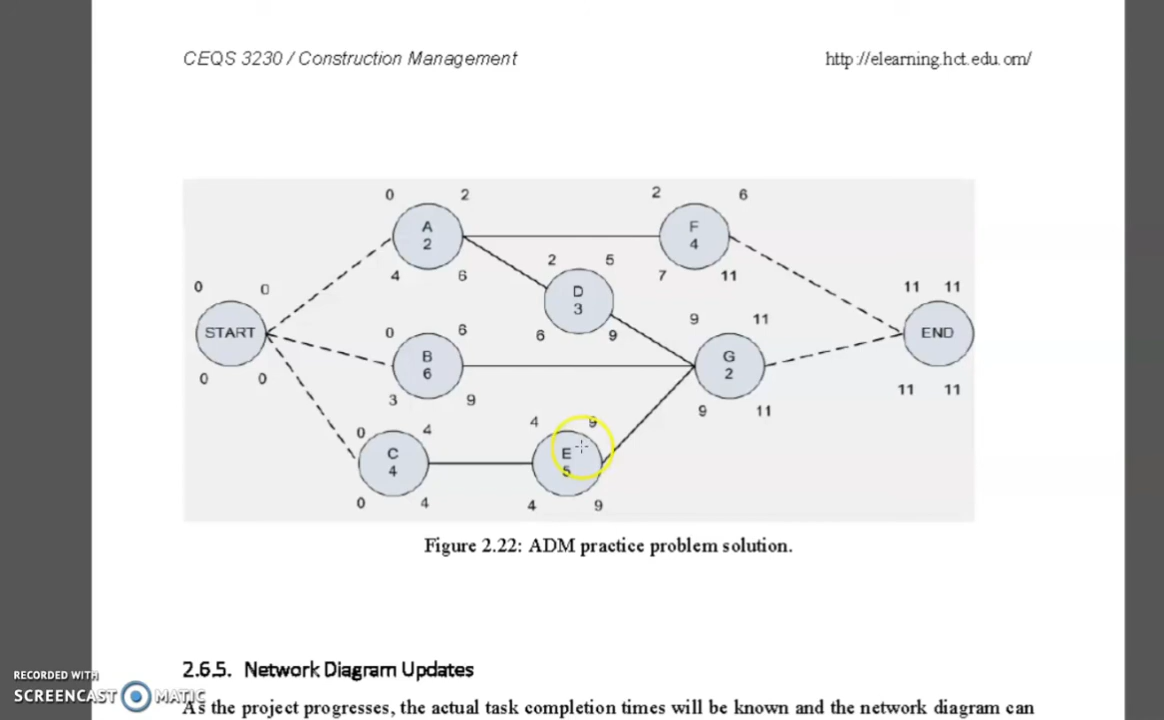 CEQS 3230 / Construction Management
http://elearning.hct.edu.om/
0 2
2 6
A
2
F
4
4 6
2 5
7 11
0 0
11 11
D
3
START
END
0 6
6 9
9 11
B
6
G
2
0 0
11 11
3 9
9 11
0 4
4 9
C
4
E
5
0 4
4 9
Figure 2.22: ADM practice problem solution.
2.6.5. Network Diagram Updates
As the project progresses, the actual task completion times will be known and the network diagram can
RECORDED WITH
SCREENCAST MATIC